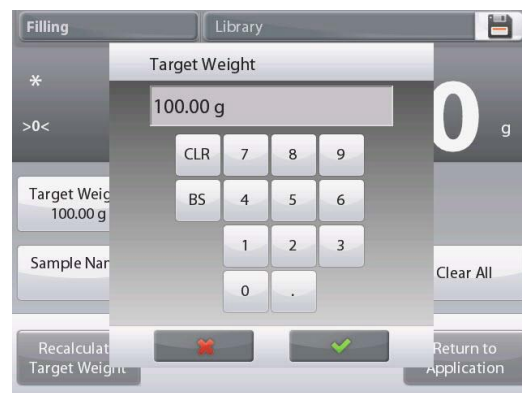 Filling
Library
Target Weight
*
100.00 g
>0<
0
g
CLR 7 8 9
Target Weig
100.00 g
BS 4 5 6
1 2 3
Sample Nar
Clear All
0 .
Recalculat
Target Weight
Return to
Application